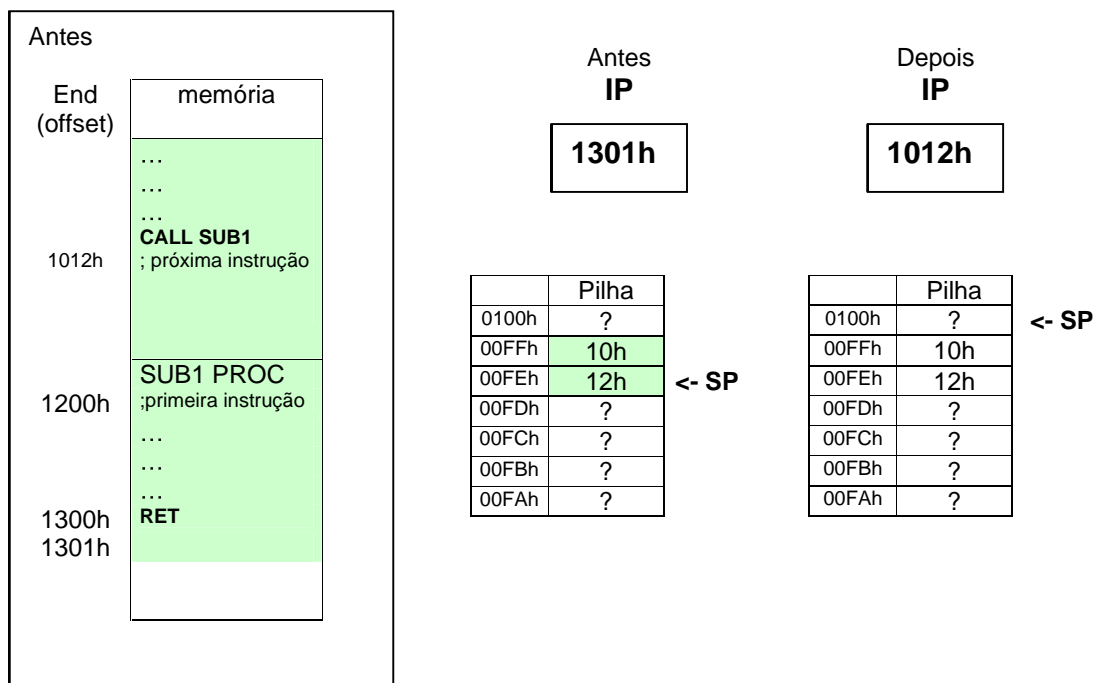 Antes
End
(offset)
memória
…
…
…
CALL SUB1
1012h
; próxima instrução
SUB1 PROC
1200h
;primeira instrução
…
…
…
1300h
RET
1301h
Antes
IP
1301h
Depois
IP
1012h
Pilha
0100h ?
00FFh 10h
00FEh 12h <- SP
00FDh ?
00FCh ?
00FBh ?
00FAh ?
Pilha
0100h ? <- SP
00FFh 10h
00FEh 12h
00FDh ?
00FCh ?
00FBh ?
00FAh ?